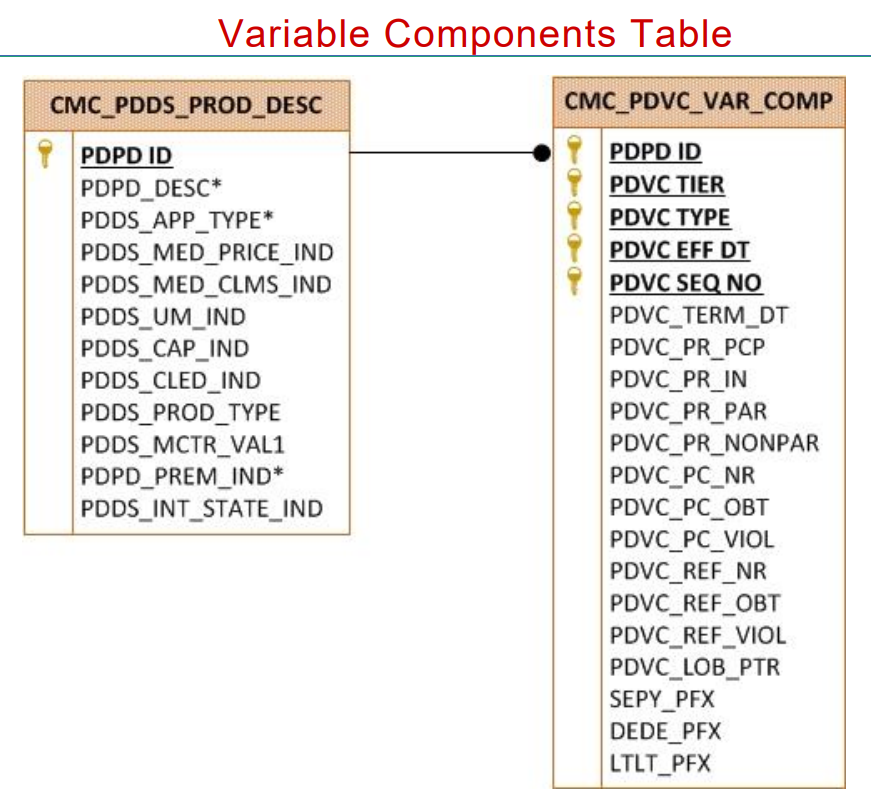 Variable Components Table
CMC_PDDS_PROD_DESC
PDPD ID
PDPD_DESC*
PDDS_APP_TYPE*
PDDS_MED_PRICE_IND
PDDS_MED_CLMS_IND
PDDS_UM_IND
PDDS_CAP_IND
PDDS_CLED_IND
PDDS_PROD_TYPE
PDDS_MCTR_VAL1
PDPD_PREM_IND*
PDDS_INT_STATE_IND
CMC_PDVC_VAR_COMP
PDPD ID
PDVC TIER
PDVC TYPE
PDVC EFF DT
PDVC SEQ NO
PDVC_TERM_DT
PDVC_PR_PCP
PDVC_PR_IN
PDVC_PR_PAR
PDVC_PR_NONPAR
PDVC_PC_NR
PDVC_PC_OBT
PDVC_PC_VIOL
PDVC_REF_NR
PDVC_REF_OBT
PDVC_REF_VIOL
PDVC_LOB_PTR
SEPY_PFX
DEDE_PFX
LTLT_PFX